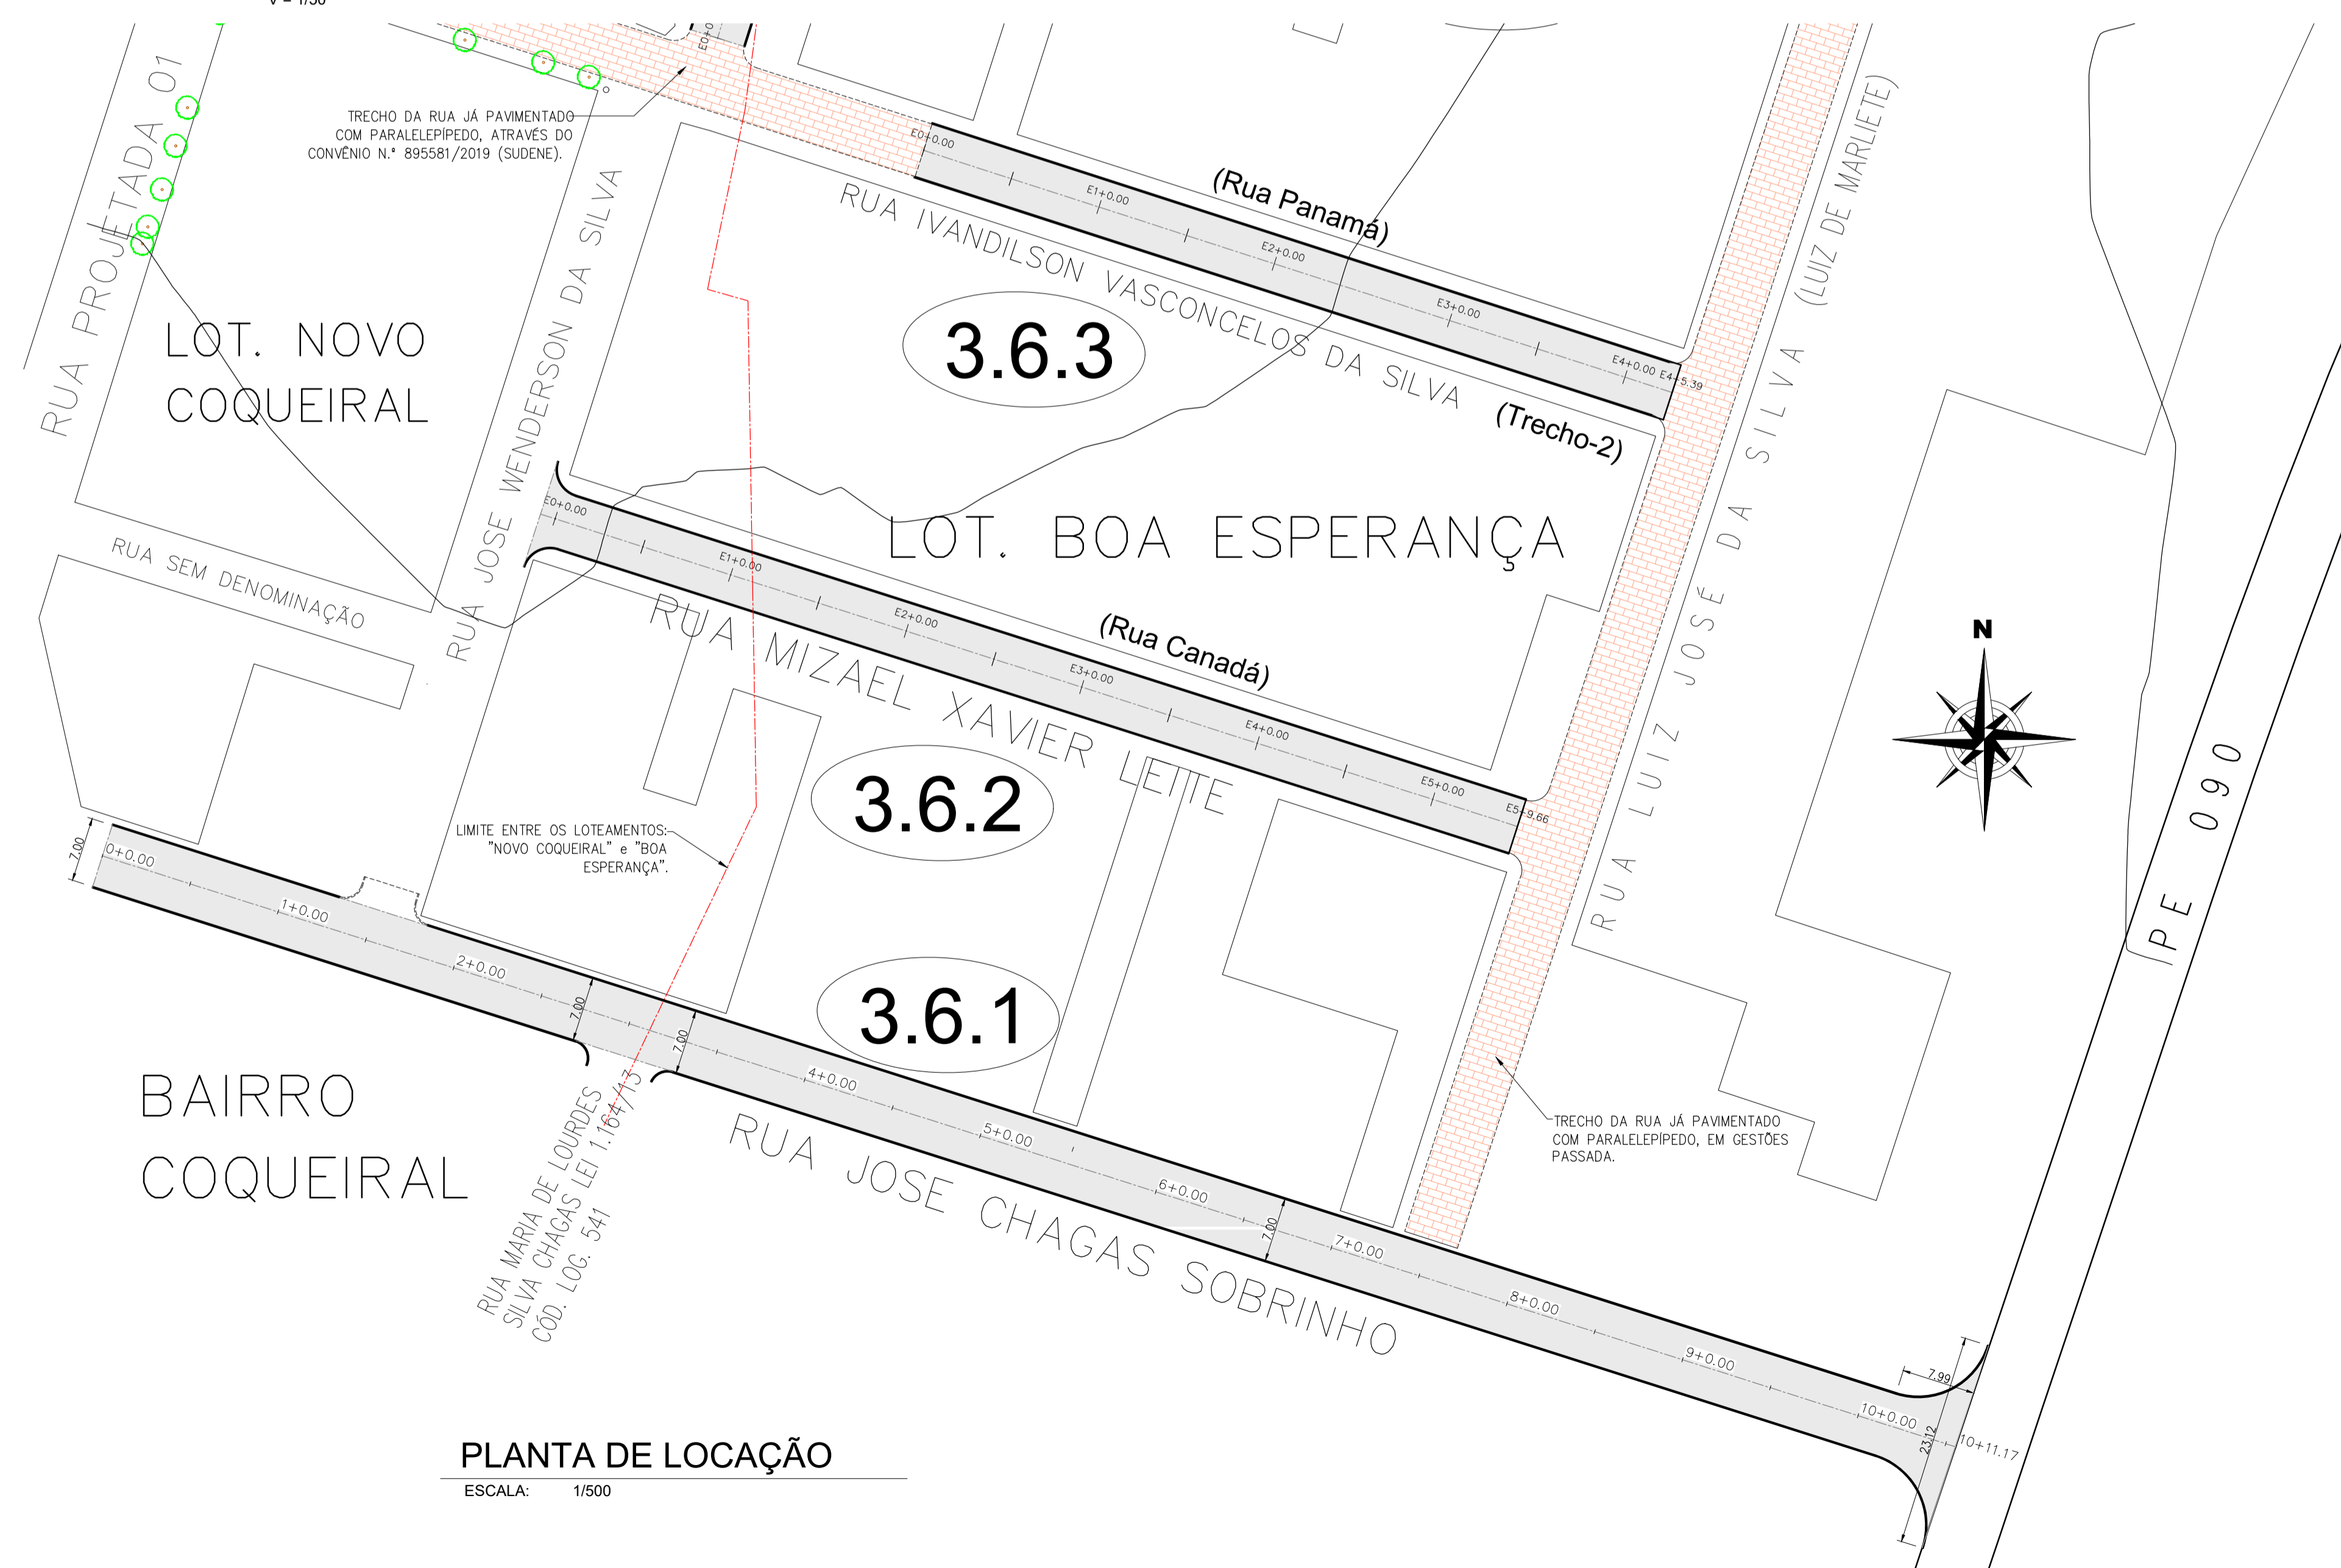 V = 1/50
RUA PROJETADA 01
TRECHO DA RUA JÁ PAVIMENTADO
COM PARALELEPÍPEDO, ATRAVÉS DO
CONVÊNIO N.º 895581/2019 (SUDENE).
E0+0
E0+0.00
E1+0.00
E2+0.00
E3+0.00
E4+0.00
E4+5.39
(Rua Panamá)
RUA IVANDILSON VASCONCELOS DA SILVA
(Trecho-2)
(LUIZ DE MARLIETE)
LOT. NOVO
COQUEIRAL
RUA JOSE WENDERSON DA SILVA
3.6.3
LOT. BOA ESPERANÇA
RUA SEM DENOMINAÇÃO
E0+0.00
E1+0.00
E2+0.00
E3+0.00
E4+0.00
E5+0.00
E5+9.66
(Rua Canadá)
RUA MIZAEL XAVIER LEITE
RUA LUIZ JOSÉ DA SILVA
N
PE 090
3.6.2
LIMITE ENTRE OS LOTEAMENTOS:
"NOVO COQUEIRAL" e "BOA
ESPERANÇA".
7.00
0+0.00
1+0.00
2+0.00
7.00
7.00
3.6.1
4+0.00
5+0.00
6+0.00
7.00
7+0.00
8+0.00
9+0.00
10+0.00
10+11.17
7.99
23.12
BAIRRO
COQUEIRAL
RUA MARIA DE LOURDES
SILVA CHAGAS LEI 1.164/13
CÓD. LOG. 541
RUA JOSE CHAGAS SOBRINHO
TRECHO DA RUA JÁ PAVIMENTADO
COM PARALELEPÍPEDO, EM GESTÕES
PASSADA.
PLANTA DE LOCAÇÃO
ESCALA: 1/500